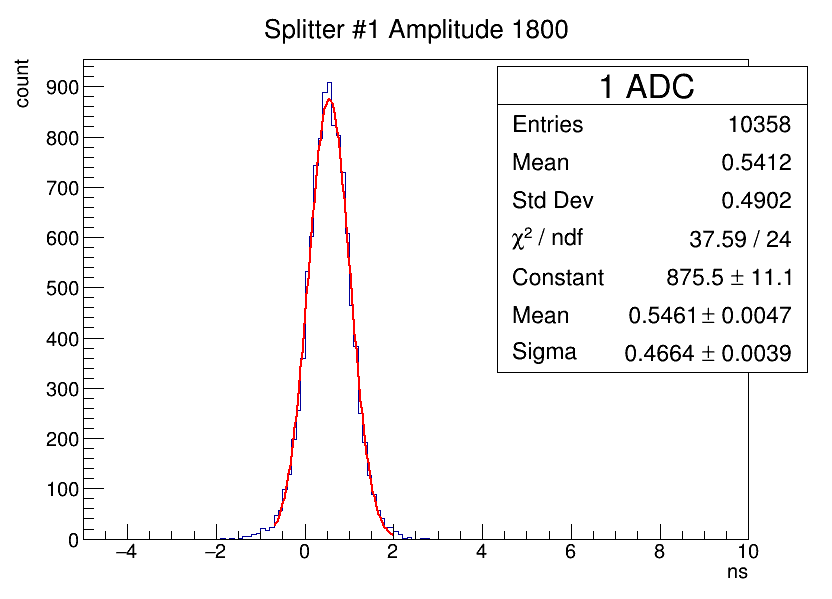 Splitter #1 Amplitude 1800
count
1 ADC
Entries 10358
Mean 0.5412
Std Dev 0.4902
χ² / ndf 37.59 / 24
Constant 875.5 ± 11.1
Mean 0.5461 ± 0.0047
Sigma 0.4664 ± 0.0039
900
800
700
600
500
400
300
200
100
0
−4 −2 0 2 4 6 8 10
ns